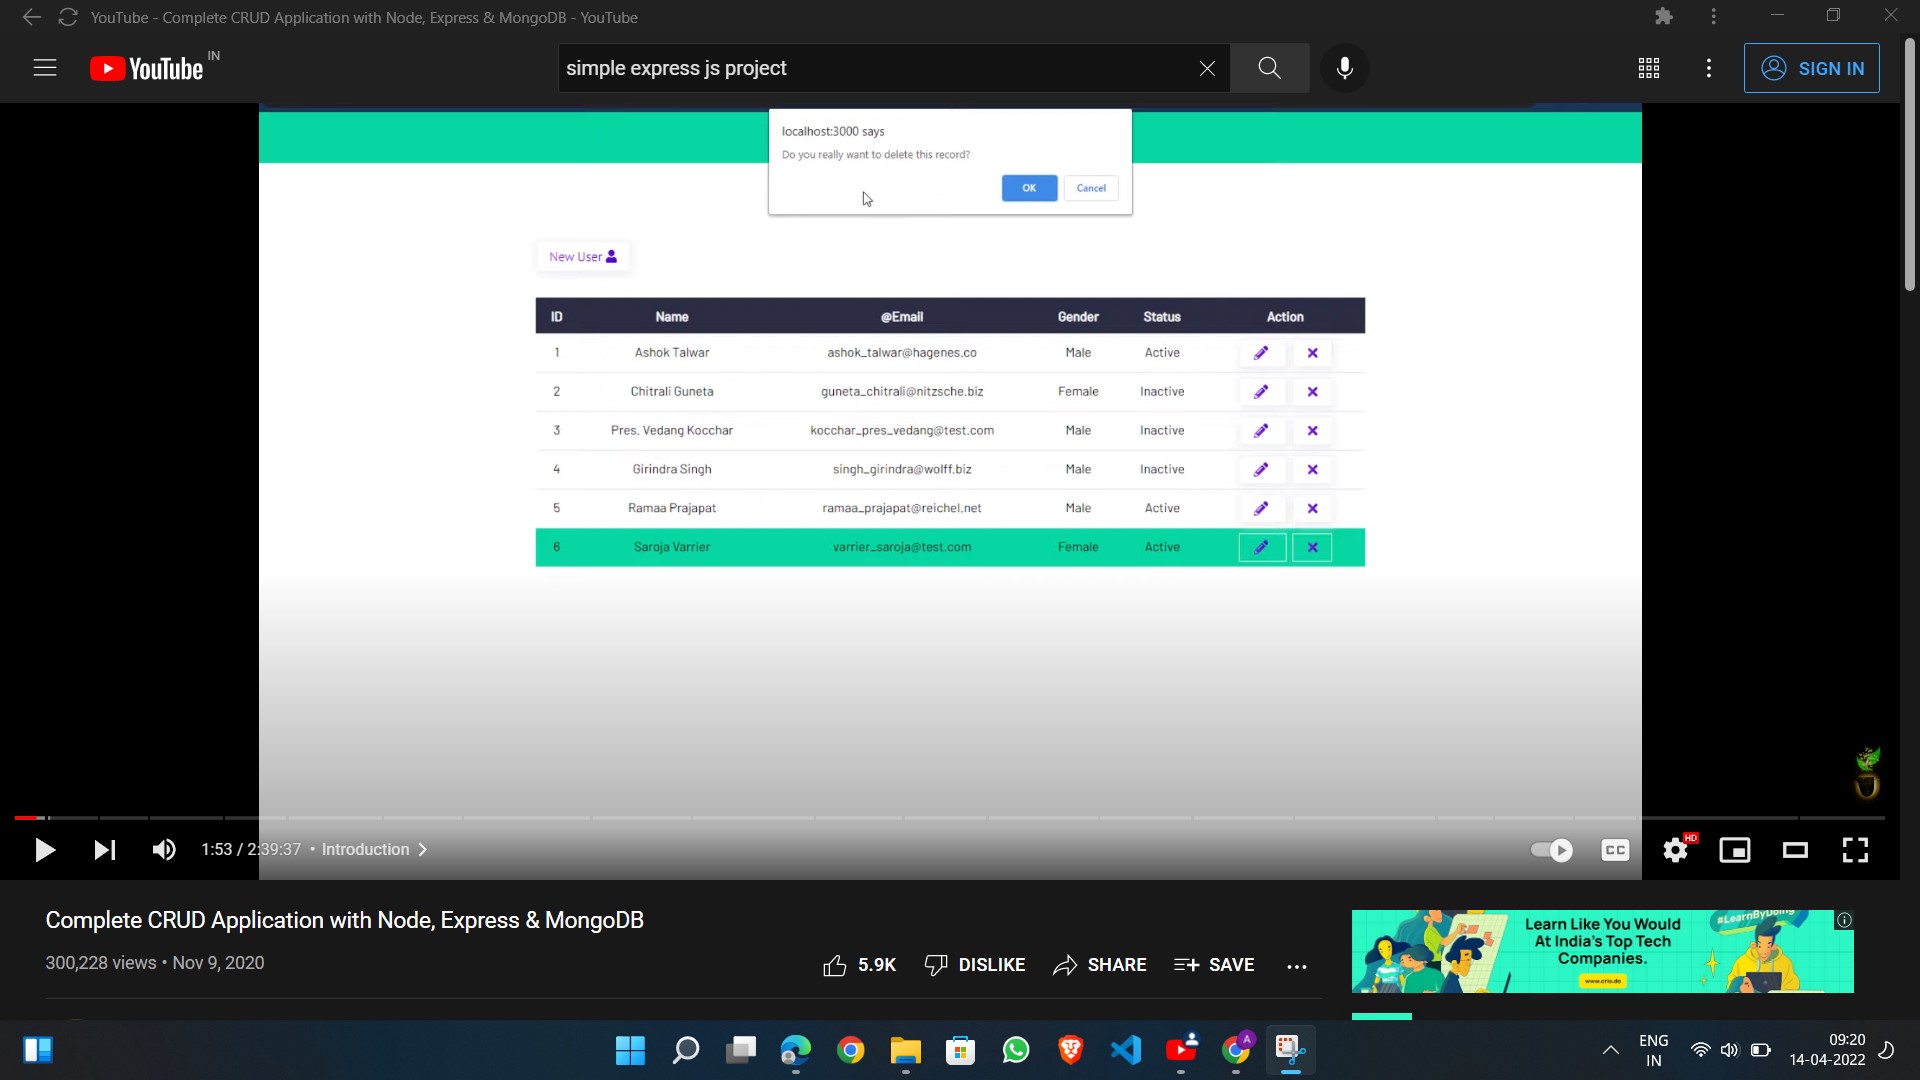 YouTube - Complete CRUD Application with Node, Express & MongoDB - YouTube
YouTube IN
simple express js project
SIGN IN
localhost:3000 says
Do you really want to delete this record?
OK Cancel
New User
ID Name @Email Gender Status Action
1 Ashok Talwar ashok_talwar@hagenes.co Male Active
2 Chitrali Guneta guneta_chitrali@nitzsche.biz Female Inactive
3 Pres. Vedang Kocchar kocchar_pres_vedang@test.com Male Inactive
4 Girindra Singh singh_girindra@wolff.biz Male Inactive
5 Ramaa Prajapat ramaa_prajapat@reichel.net Male Active
6 Saroja Varrier varrier_saroja@test.com Female Active
1:53 / 2:39:37 • Introduction
CC
HD
Complete CRUD Application with Node, Express & MongoDB
300,228 views • Nov 9, 2020
5.9K DISLIKE SHARE SAVE
Learn Like You Would
At India's Top Tech
Companies.
www.crio.do
#LearnByDoing
A
ENG
IN
09:20
14-04-2022